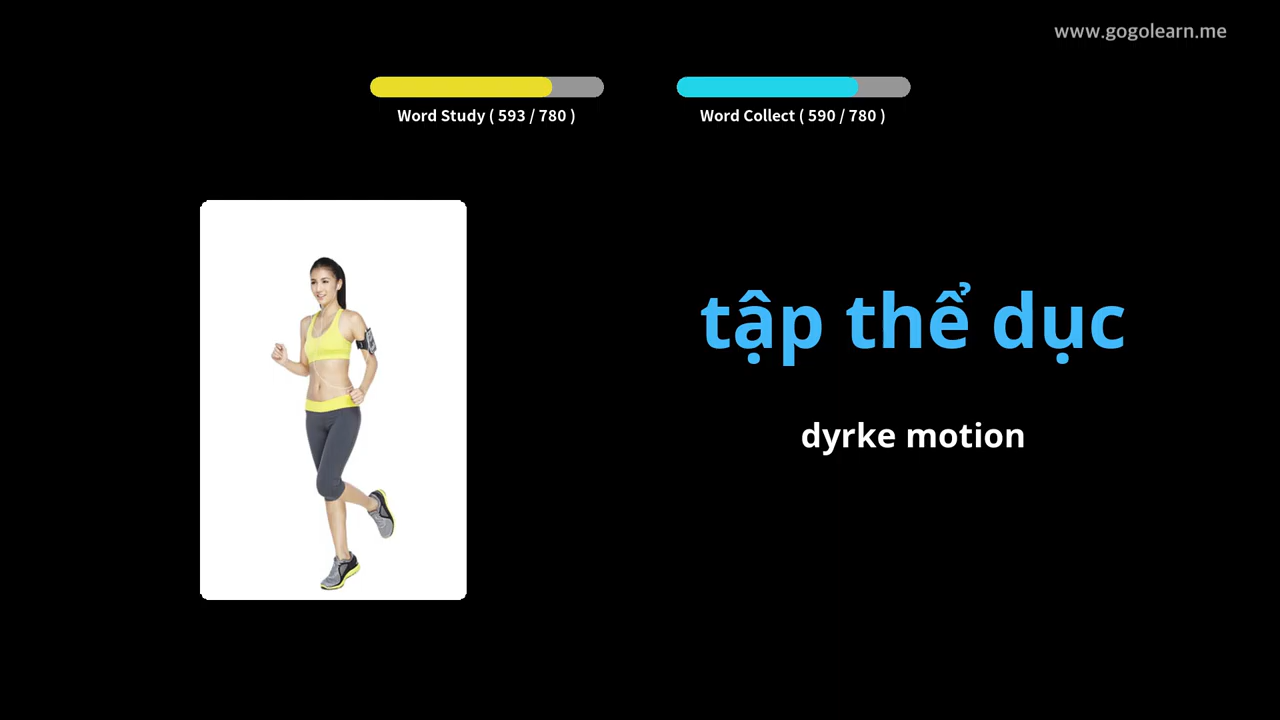 www.gogolearn.me
Word Study ( 593 / 780 )
Word Collect ( 590 / 780 )
tập thể dục
dyrke motion